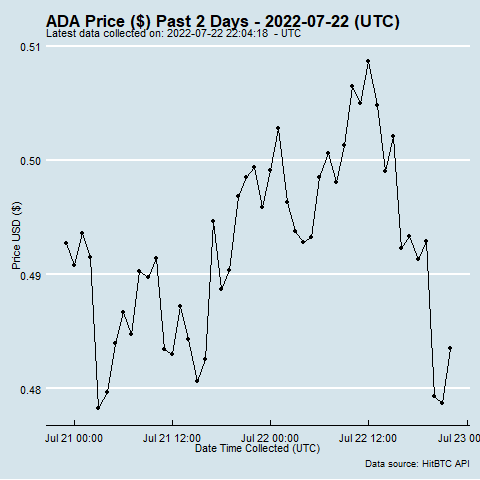 ADA Price ($) Past 2 Days - 2022-07-22 (UTC)
Latest data collected on: 2022-07-22 22:04:18  - UTC
0.51
0.50
0.49
0.48
Price USD ($)
Jul 21 00:00
Jul 21 12:00
Jul 22 00:00
Jul 22 12:00
Jul 23 00
Date Time Collected (UTC)
Data source: HitBTC API